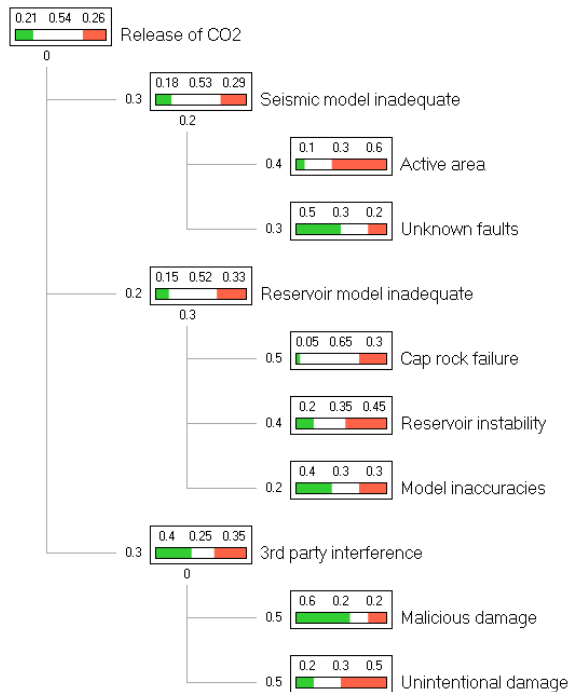 0.21 0.54 0.26
Release of CO2
0
0.3
0.18 0.53 0.29
Seismic model inadequate
0.2
0.4
0.1 0.3 0.6
Active area
0.3
0.5 0.3 0.2
Unknown faults
0.2
0.15 0.52 0.33
Reservoir model inadequate
0.3
0.5
0.05 0.65 0.3
Cap rock failure
0.4
0.2 0.35 0.45
Reservoir instability
0.2
0.4 0.3 0.3
Model inaccuracies
0.3
0.4 0.25 0.35
3rd party interference
0
0.5
0.6 0.2 0.2
Malicious damage
0.5
0.2 0.3 0.5
Unintentional damage